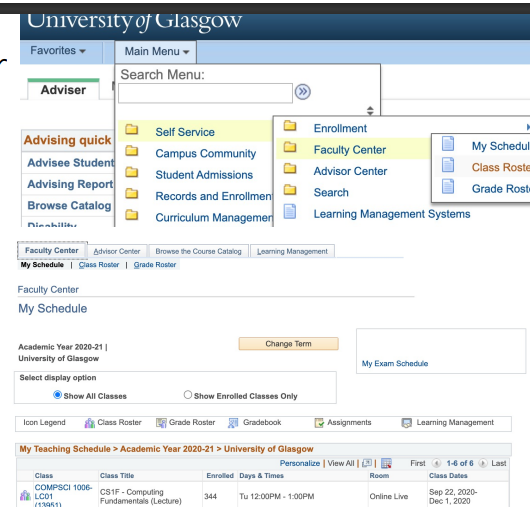 University of Glasgow
Favorites Main Menu
Search Menu:
Adviser
Self Service
Campus Community
Student Admissions
Records and Enrollmen
Curriculum Managemen
Enrollment
Faculty Center
Advisor Center
Search
Learning Management Systems
My Schedul
Class Roste
Grade Roste
Advising quick
Advisee Student
Advising Report
Browse Catalog
Disability
Faculty Center Advisor Center Browse the Course Catalog Learning Management
My Schedule | Class Roster | Grade Roster
Faculty Center
My Schedule
Academic Year 2020-21 |
University of Glasgow
Change Term
My Exam Schedule
Select display option
Show All Classes Show Enrolled Classes Only
Icon Legend Class Roster Grade Roster Gradebook Assignments Learning Management
My Teaching Schedule > Academic Year 2020-21 > University of Glasgow
Personalize | View All | First 1-6 of 6 Last
Class Class Title Enrolled Days & Times Room Class Dates
COMPSCI 1006-
LC01
(13951)
CS1F - Computing
Fundamentals (Lecture)
344
Tu 12:00PM - 1:00PM
Online Live
Sep 22, 2020-
Dec 1, 2020